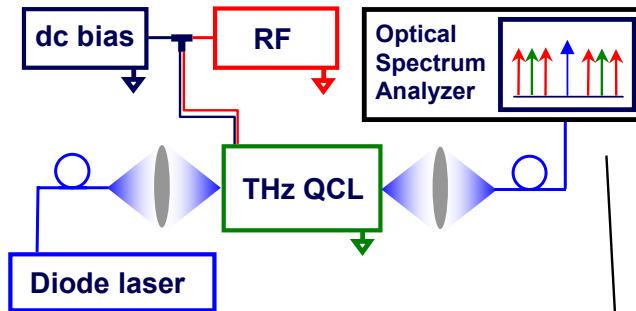 dc bias
RF
Optical
Spectrum
Analyzer
THz QCL
Diode laser